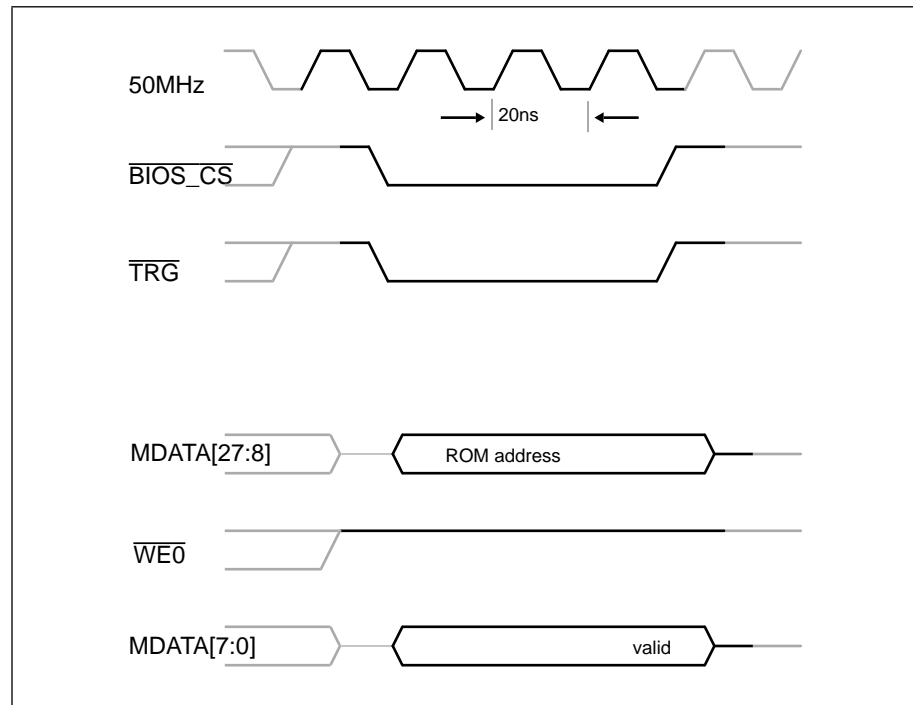 50MHz
20ns
BIOS_CS
TRG
MDATA[27:8]
ROM address
WE0
MDATA[7:0]
valid